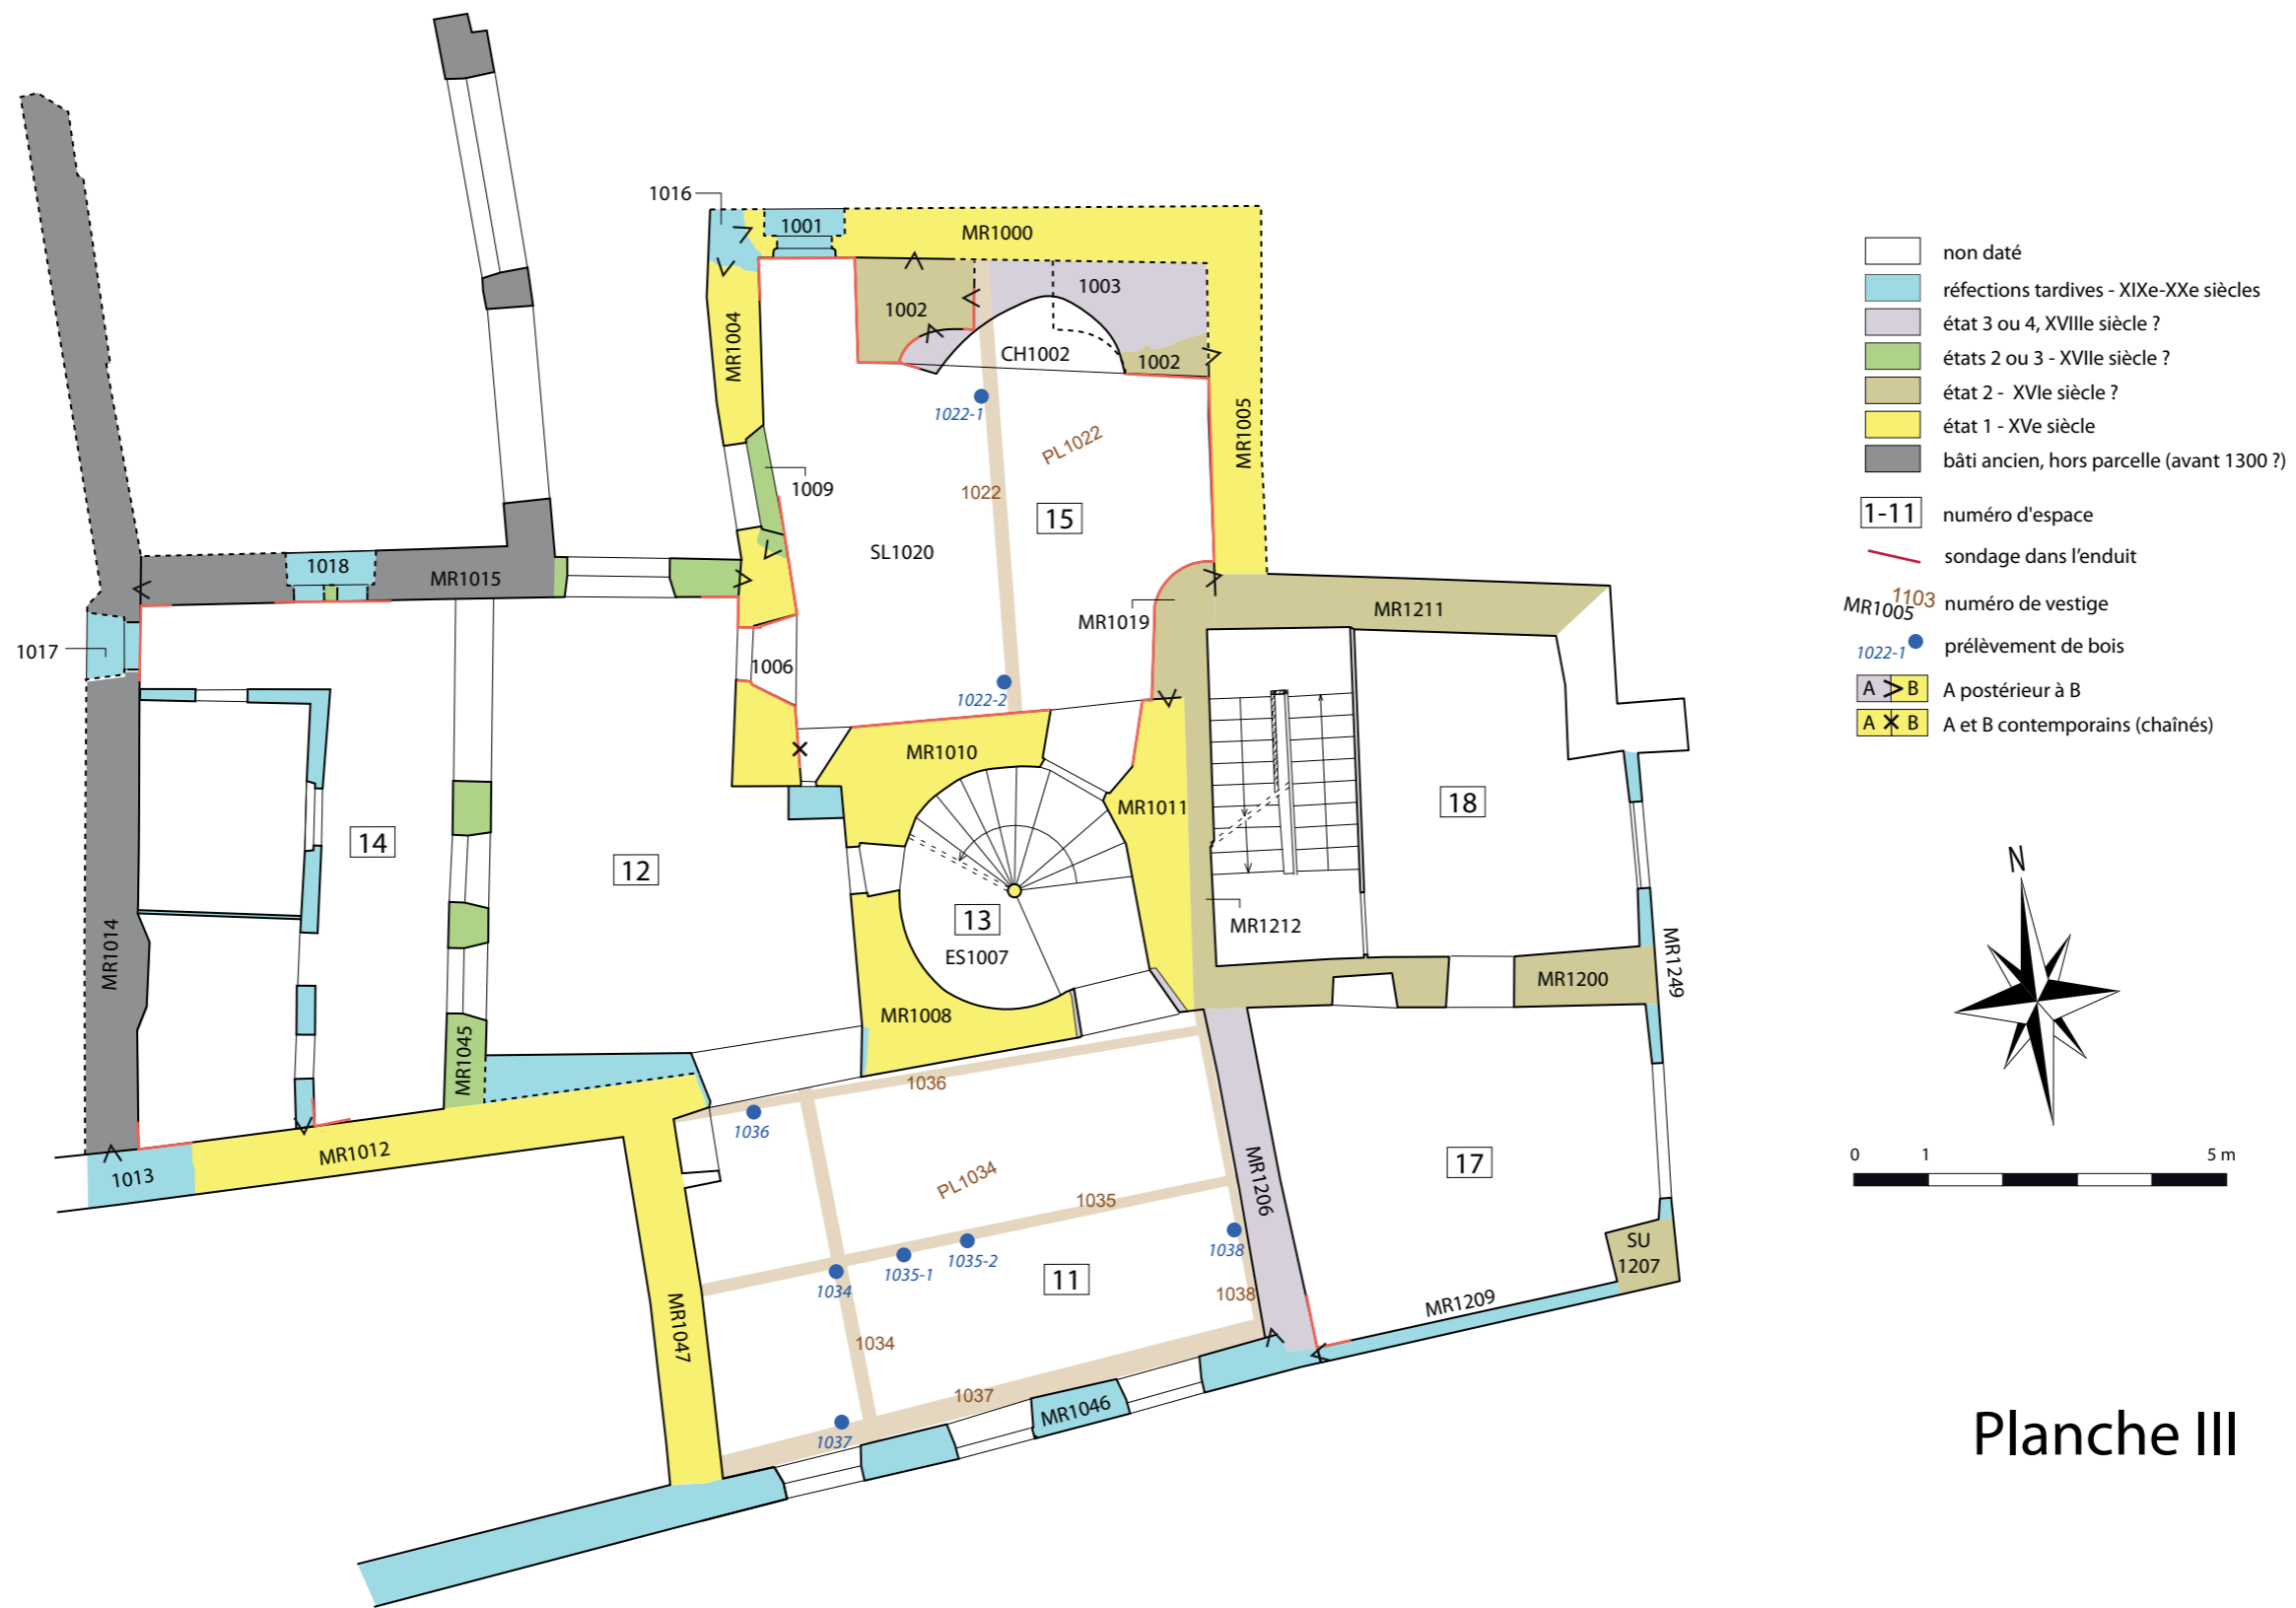 1016
1001
MR1000
1003
1002
CH1002
1002
MR1004
MR1005
1022-1
PL1022
1022
15
1009
SL1020
1018
MR1015
1017
MR1019
MR1211
1006
1022-2
MR1010
MR1011
18
14
12
13
ES1007
MR1212
MR1014
MR1008
MR1200
MR1249
MR1045
1036
1036
MR1012
1013
PL1034
1035
MR1206
17
1038
1035-2
1035-1
1034
11
1038
SU
1207
MR1209
MR1047
1034
1037
MR1046
1037
non daté
réfections tardives - XIXe-XXe siècles
état 3 ou 4, XVIIIe siècle ?
états 2 ou 3 - XVIIe siècle ?
état 2 - XVIe siècle ?
état 1 - XVe siècle
bâti ancien, hors parcelle (avant 1300 ?)
1-11 numéro d'espace
sondage dans l'enduit
MR1005 1103 numéro de vestige
1022-1 prélèvement de bois
A > B A postérieur à B
A X B A et B contemporains (chaînés)
N
0 1 5 m
Planche III